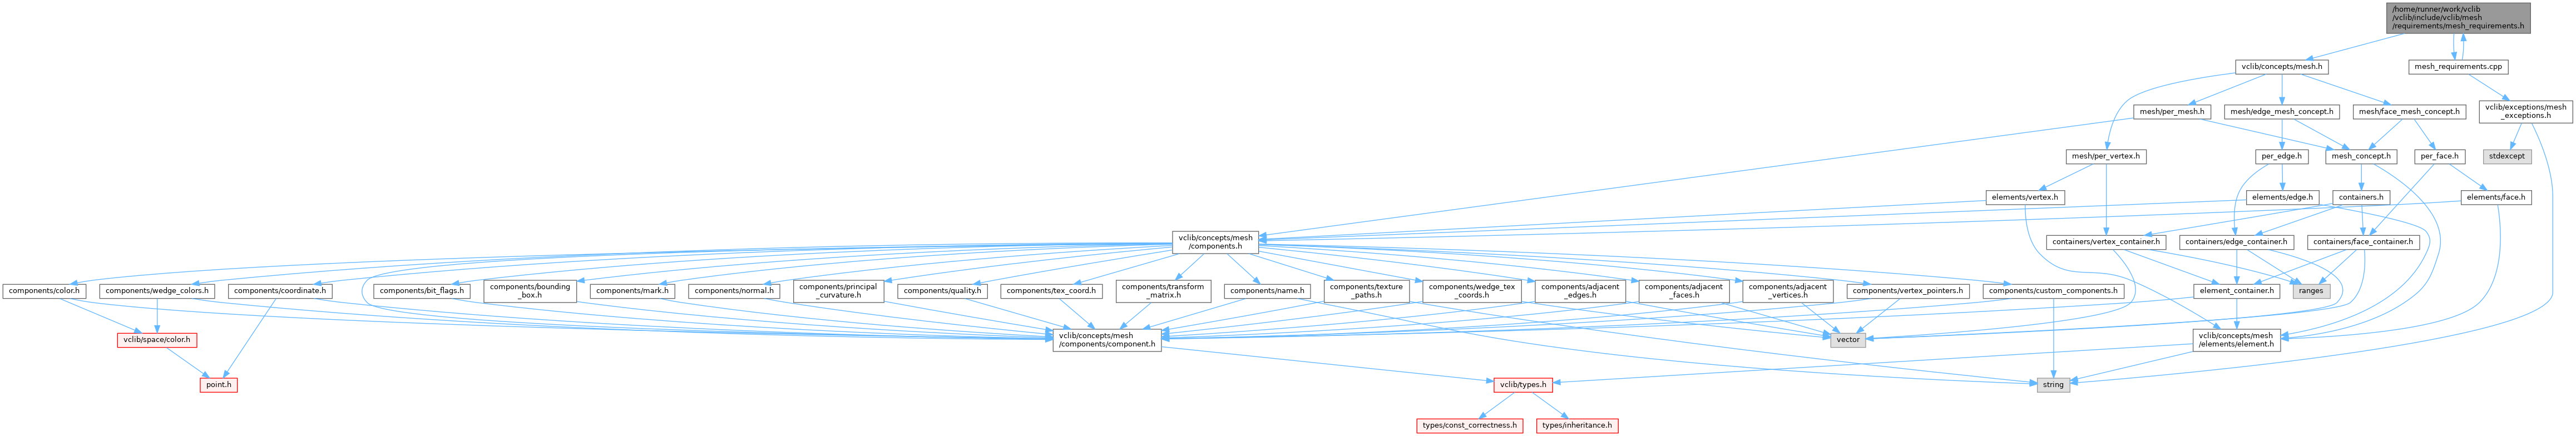 /home/runner/work/vclib
/vclib/include/vclib/mesh
/requirements/mesh_requirements.h
vclib/concepts/mesh.h
mesh_requirements.cpp
mesh/per_mesh.h
mesh/edge_mesh_concept.h
mesh/face_mesh_concept.h
vclib/exceptions/mesh
_exceptions.h
mesh/per_vertex.h
per_edge.h
mesh_concept.h
per_face.h
stdexcept
elements/vertex.h
elements/edge.h
containers.h
elements/face.h
vclib/concepts/mesh
/components.h
containers/vertex_container.h
containers/edge_container.h
containers/face_container.h
components/color.h
components/wedge_colors.h
components/coordinate.h
components/bit_flags.h
components/bounding
_box.h
components/mark.h
components/normal.h
components/principal
_curvature.h
components/quality.h
components/tex_coord.h
components/transform
_matrix.h
components/name.h
components/texture
_paths.h
components/wedge_tex
_coords.h
components/adjacent
_edges.h
components/adjacent
_faces.h
components/adjacent
_vertices.h
components/vertex_pointers.h
components/custom_components.h
element_container.h
ranges
vclib/space/color.h
vclib/concepts/mesh
/components/component.h
vector
vclib/concepts/mesh
/elements/element.h
point.h
vclib/types.h
string
types/const_correctness.h
types/inheritance.h